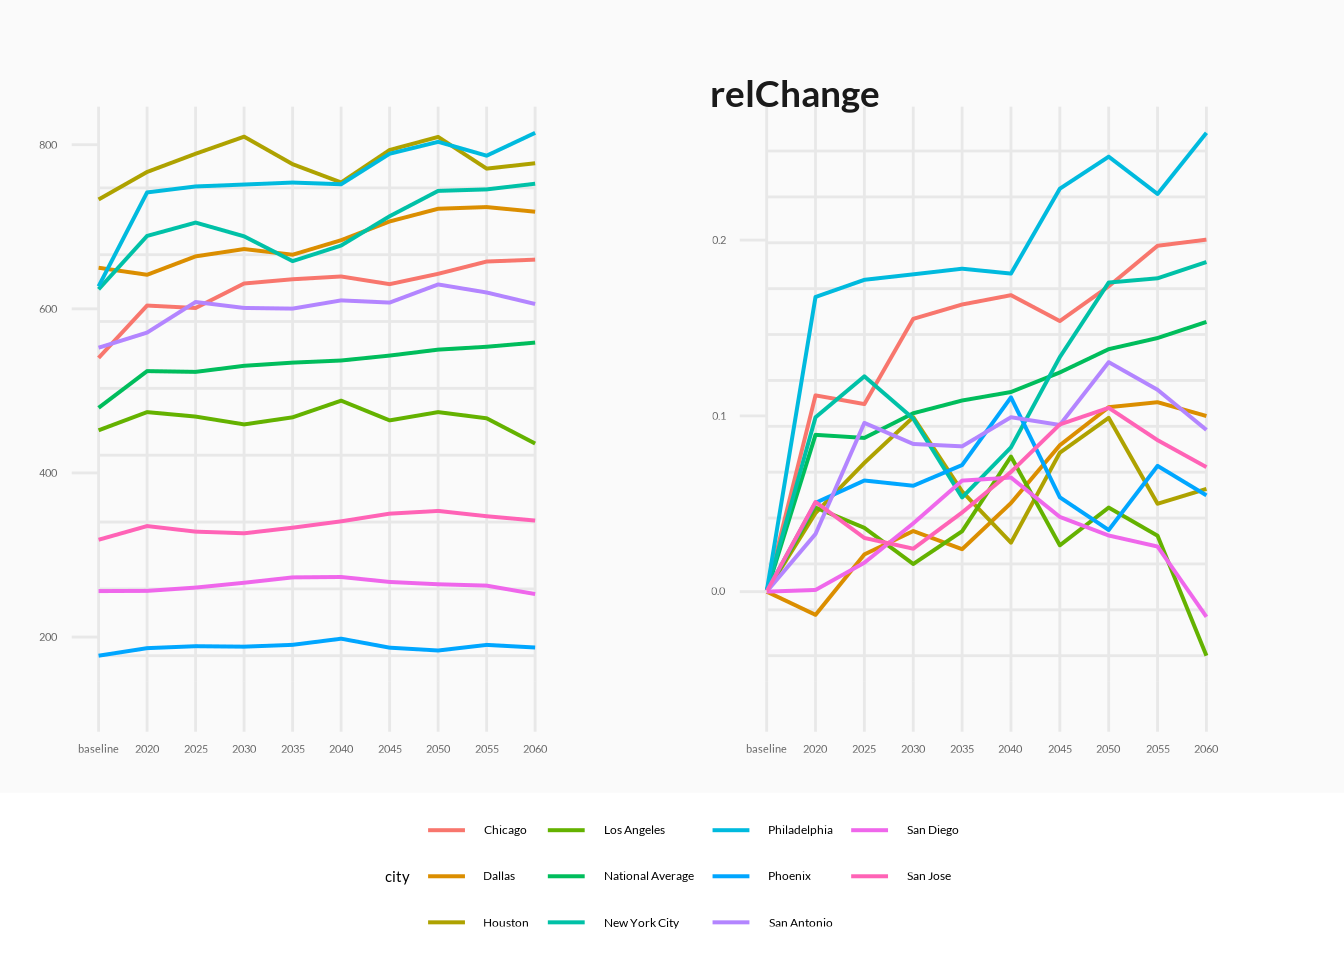 relChange
800
600
400
200
baseline 2020 2025 2030 2035 2040 2045 2050 2055 2060
0.2
0.1
0.0
baseline 2020 2025 2030 2035 2040 2045 2050 2055 2060
city
Chicago Los Angeles Philadelphia San Diego
Dallas National Average Phoenix San Jose
Houston New York City San Antonio